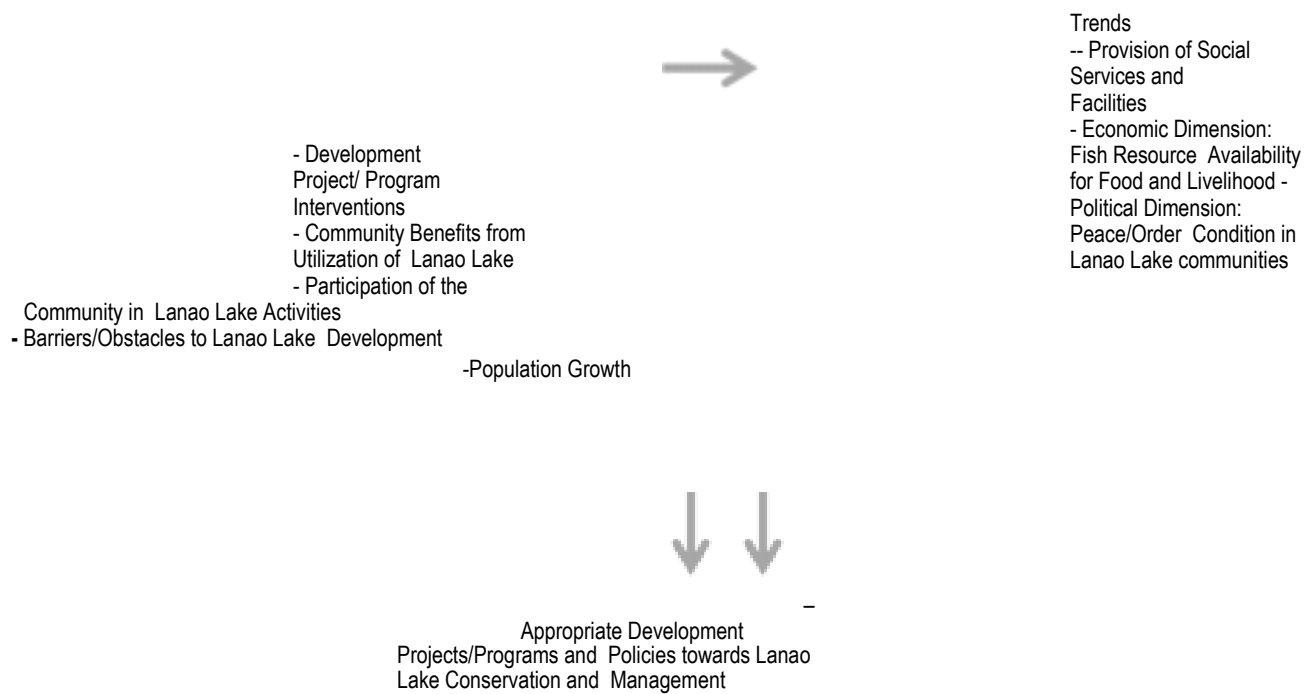 - Development
Project/ Program
Interventions
- Community Benefits from
Utilization of Lanao Lake
- Participation of the
Community in Lanao Lake Activities
- Barriers/Obstacles to Lanao Lake Development
-Population Growth
Trends
-- Provision of Social
Services and
Facilities
- Economic Dimension:
Fish Resource Availability
for Food and Livelihood -
Political Dimension:
Peace/Order Condition in
Lanao Lake communities
–
Appropriate Development
Projects/Programs and Policies towards Lanao
Lake Conservation and Management